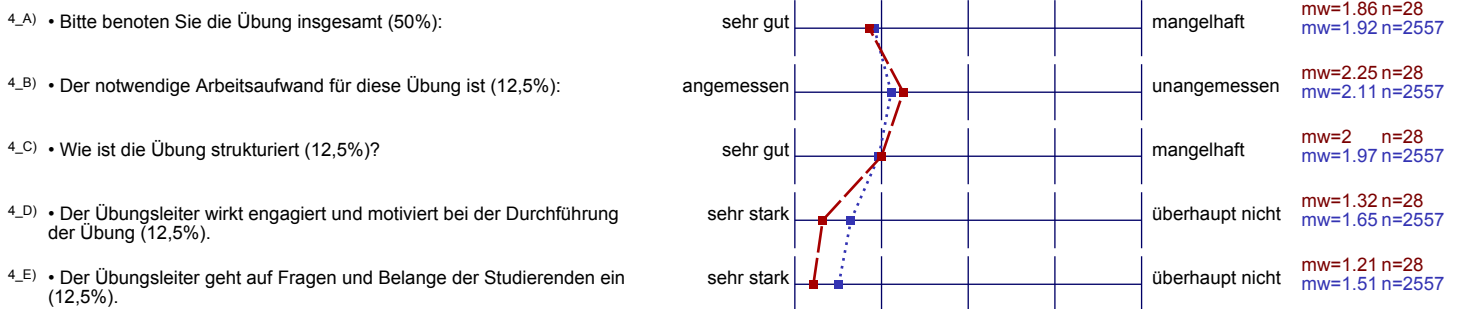 4_A) • Bitte benoten Sie die Übung insgesamt (50%): sehr gut mangelhaft mw=1.86 n=28
mw=1.92 n=2557
4_B) • Der notwendige Arbeitsaufwand für diese Übung ist (12,5%): angemessen unangemessen mw=2.25 n=28
mw=2.11 n=2557
4_C) • Wie ist die Übung strukturiert (12,5%)? sehr gut mangelhaft mw=2 n=28
mw=1.97 n=2557
4_D) • Der Übungsleiter wirkt engagiert und motiviert bei der Durchführung sehr stark überhaupt nicht mw=1.32 n=28
der Übung (12,5%). mw=1.65 n=2557
4_E) • Der Übungsleiter geht auf Fragen und Belange der Studierenden ein sehr stark überhaupt nicht mw=1.21 n=28
(12,5%). mw=1.51 n=2557